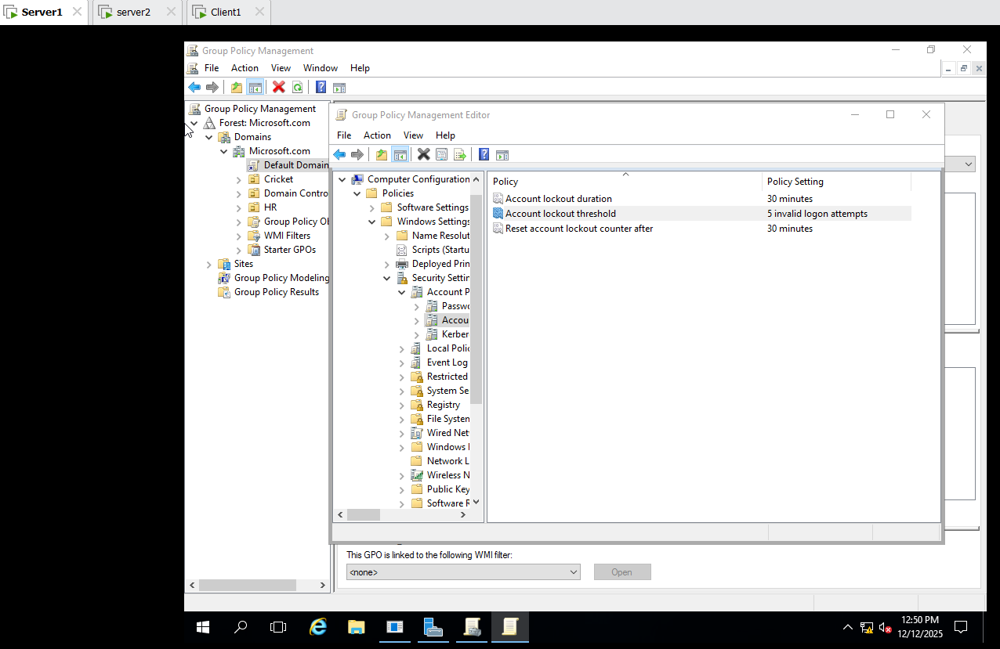 Server1
server2
Client1
Group Policy Management
File Action View Window Help
Group Policy Management
Forest: Microsoft.com
Domains
Microsoft.com
Default Domain
Cricket
Domain Contro
HR
Group Policy Ob
WMI Filters
Starter GPOs
Sites
Group Policy Modeling
Group Policy Results
Group Policy Management Editor
File Action View Help
Computer Configuration
Policies
Software Settings
Windows Settings
Name Resolut
Scripts (Startu
Deployed Prin
Security Settin
Account P
Passwo
Accou
Kerber
Local Polic
Event Log
Restricted
System Se
Registry
File System
Wired Net
Windows
Network L
Wireless N
Public Key
Software R
Policy Policy Setting
Account lockout duration 30 minutes
Account lockout threshold 5 invalid logon attempts
Reset account lockout counter after 30 minutes
This GPO is linked to the following WMI filter:
<none> Open
12:50 PM
12/12/2025